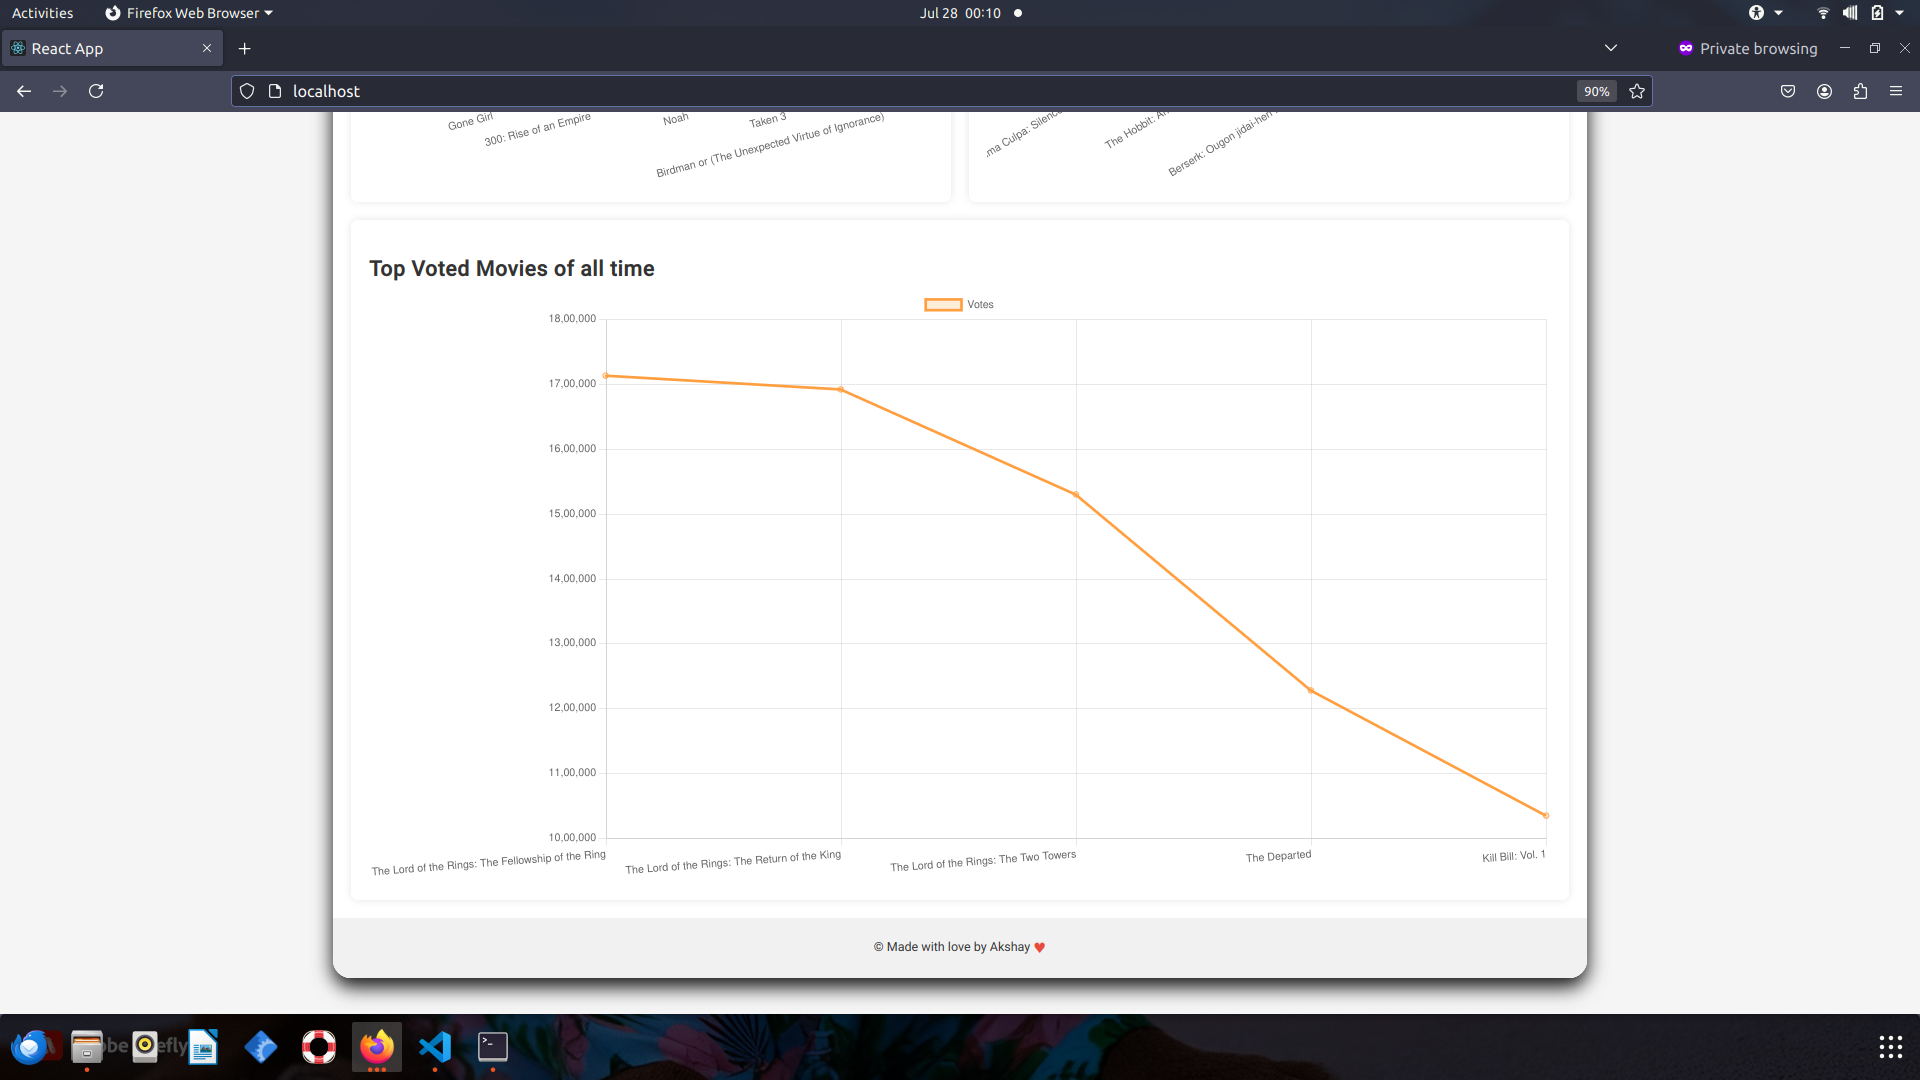 Activities
Firefox Web Browser
Jul 28 00:10
React App
Private browsing
localhost
90%
Gone Girl
300: Rise of an Empire
Noah
Taken 3
Birdman or (The Unexpected Virtue of Ignorance)
ma Culpa: Silence
The Hobbit: An
Berserk: Ougon jidai-hen
Top Voted Movies of all time
Votes
18,00,000
17,00,000
16,00,000
15,00,000
14,00,000
13,00,000
12,00,000
11,00,000
10,00,000
The Lord of the Rings: The Fellowship of the Ring
The Lord of the Rings: The Return of the King
The Lord of the Rings: The Two Towers
The Departed
Kill Bill: Vol. 1
© Made with love by Akshay ♥